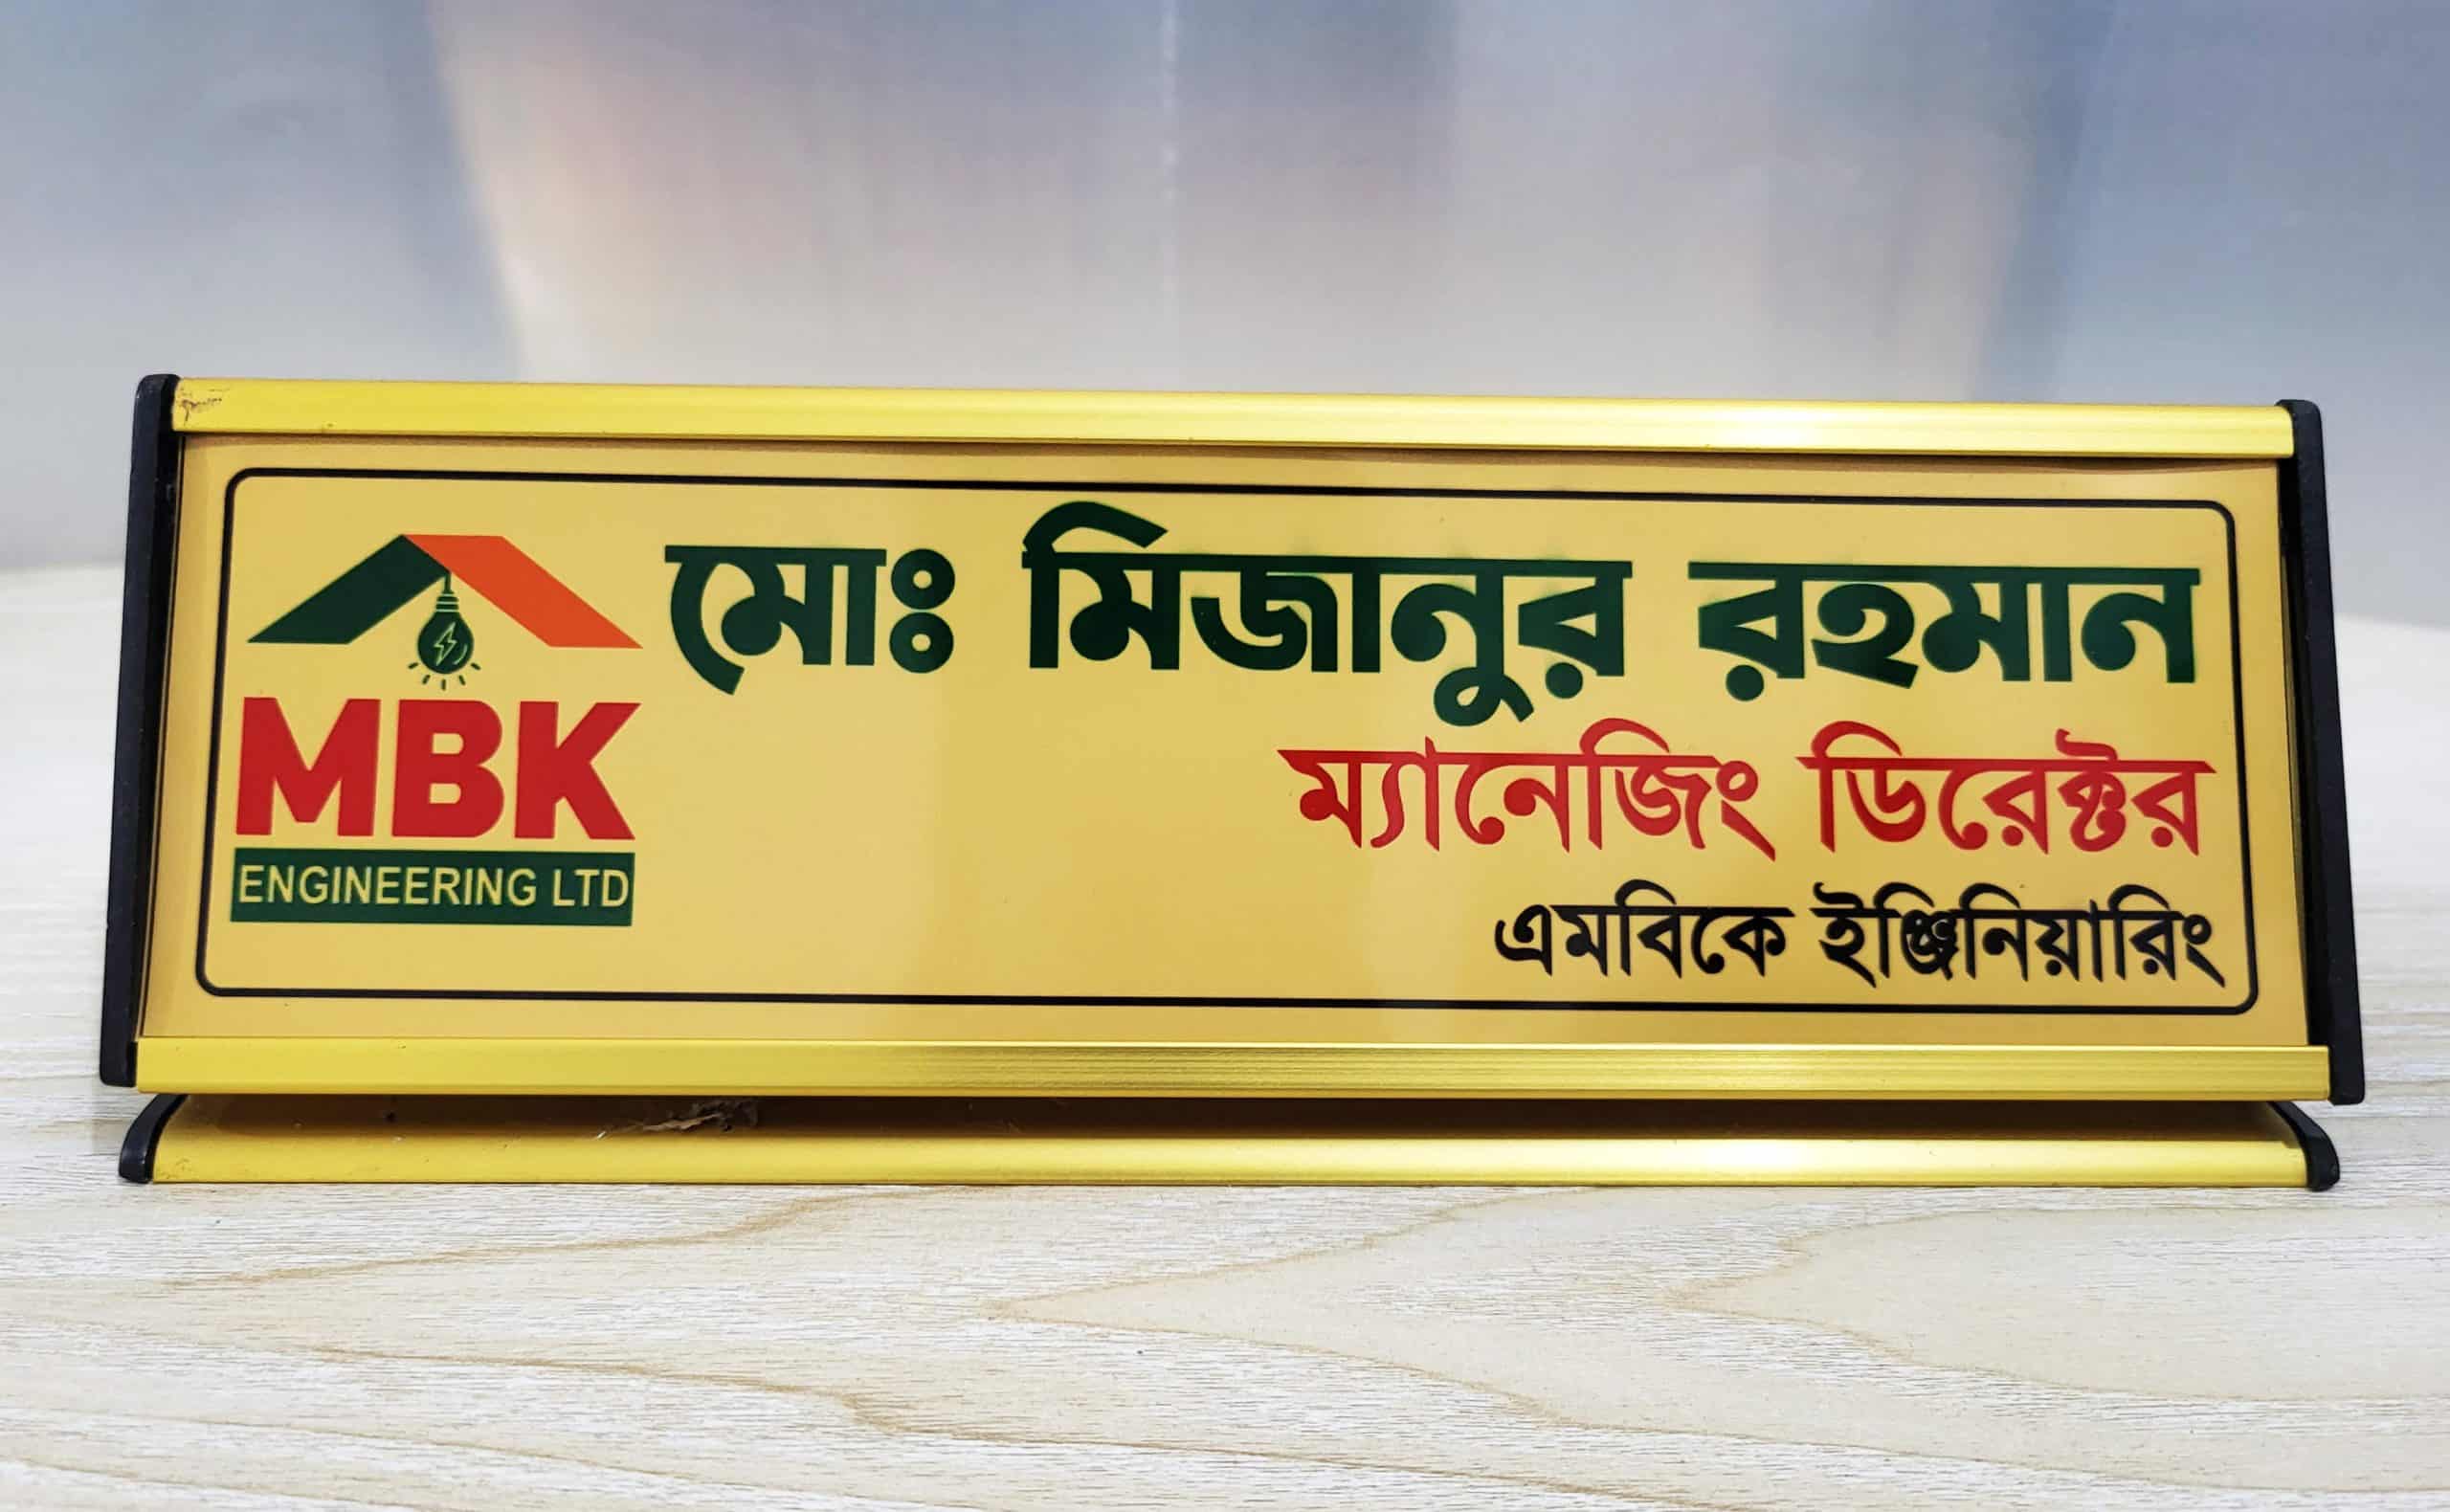 MBK
ENGINEERING LTD
মোঃ মিজানুর রহমান
ম্যানেজিং ডিরেক্টর
এমবিকে ইঞ্জিনিয়ারিং